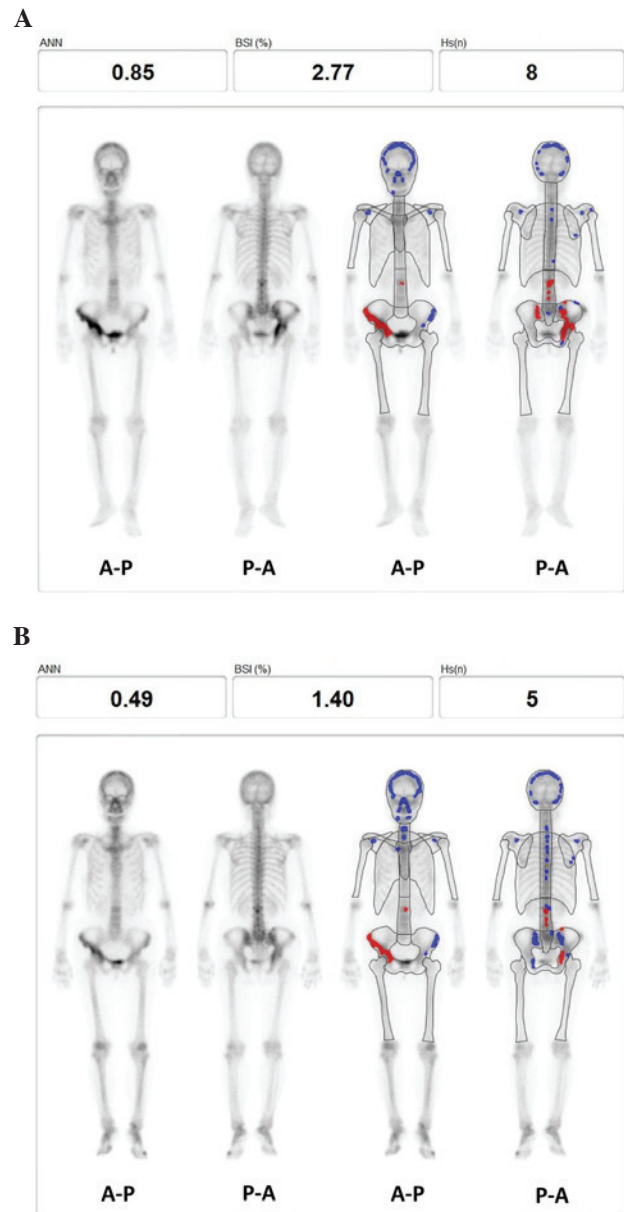 A
ANN BSI (%) Hs(n)
0.85 2.77 8
A-P P-A A-P P-A
B
ANN BSI (%) Hs(n)
0.49 1.40 5
A-P P-A A-P P-A